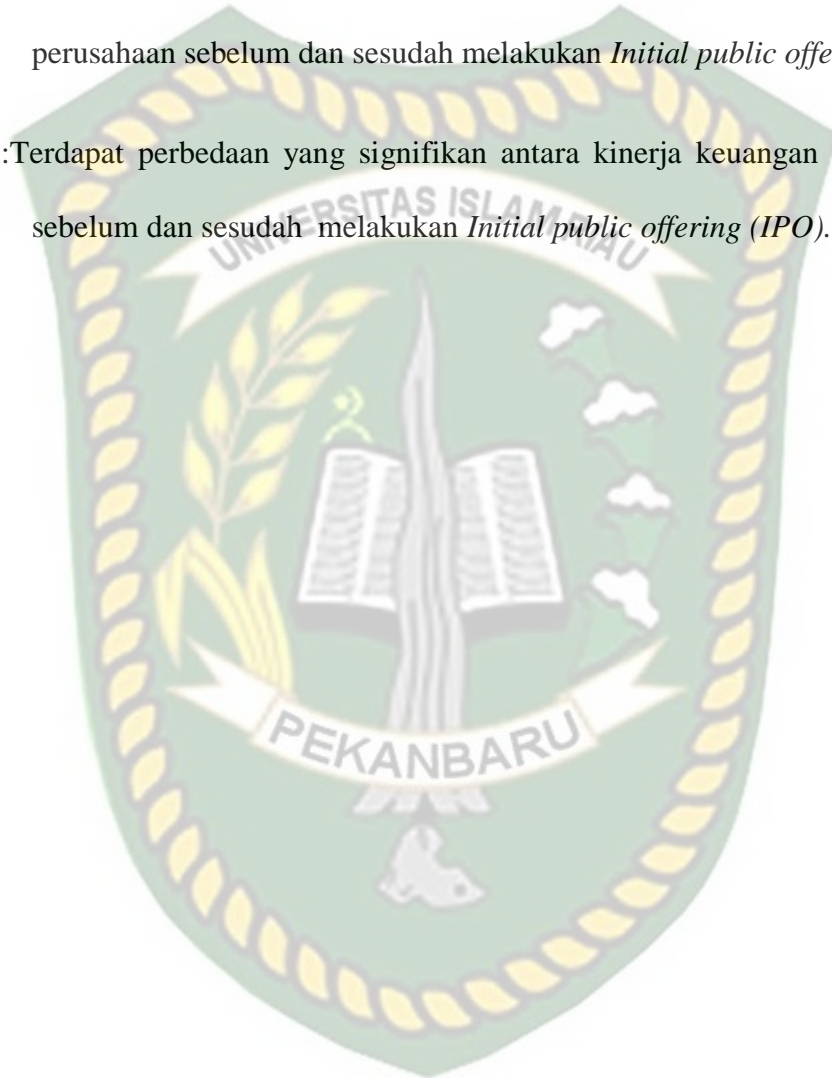 perusahaan sebelum dan sesudah melakukan Initial public offe
:Terdapat perbedaan yang signifikan antara kinerja keuangan
UNIVERSITAS ISLAM RIAU
sebelum dan sesudah melakukan Initial public offering (IPO).
PEKANBARU